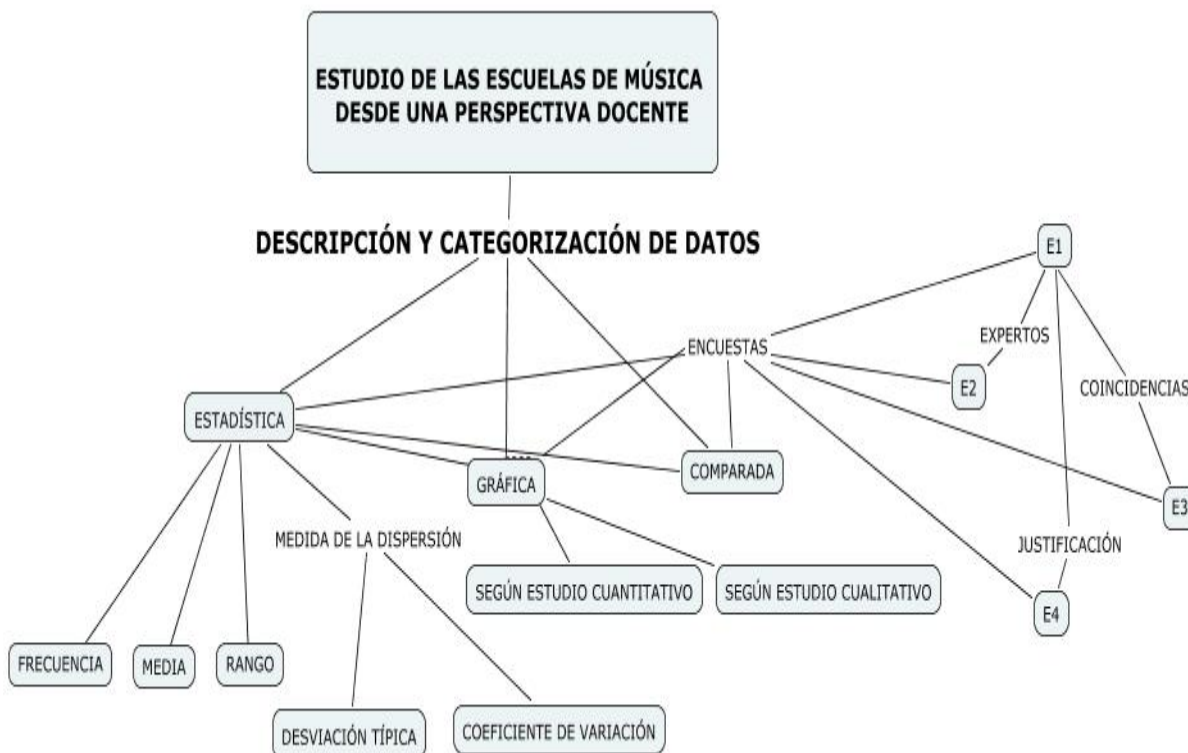 ESTUDIO DE LAS ESCUELAS DE MÚSICA
DESDE UNA PERSPECTIVA DOCENTE
DESCRIPCIÓN Y CATEGORIZACIÓN DE DATOS
E1
EXPERTOS
ENCUESTAS
E2
COINCIDENCIAS
ESTADÍSTICA
COMPARADA
GRÁFICA
E3
MEDIDA DE LA DISPERSIÓN
JUSTIFICACIÓN
SEGÚN ESTUDIO CUANTITATIVO
SEGÚN ESTUDIO CUALITATIVO
E4
FRECUENCIA
MEDIA
RANGO
DESVIACIÓN TÍPICA
COEFICIENTE DE VARIACIÓN